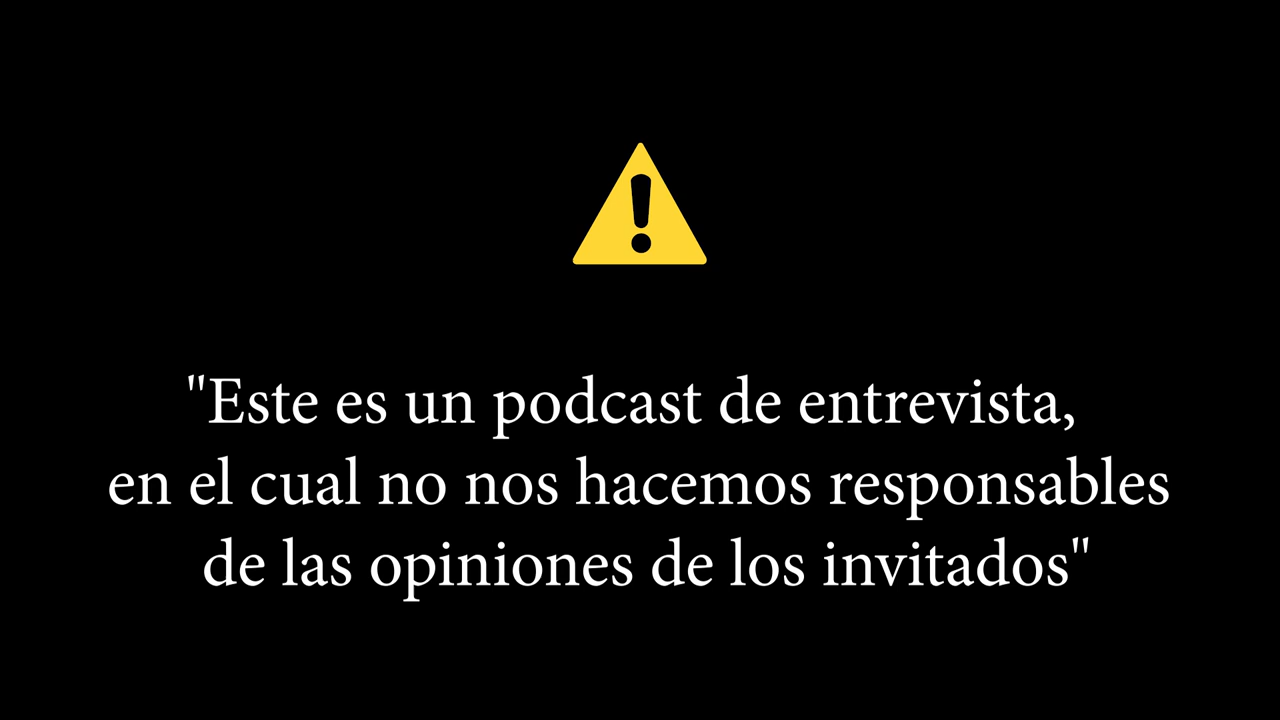 "Este es un podcast de entrevista,
en el cual no nos hacemos responsables
de las opiniones de los invitados"